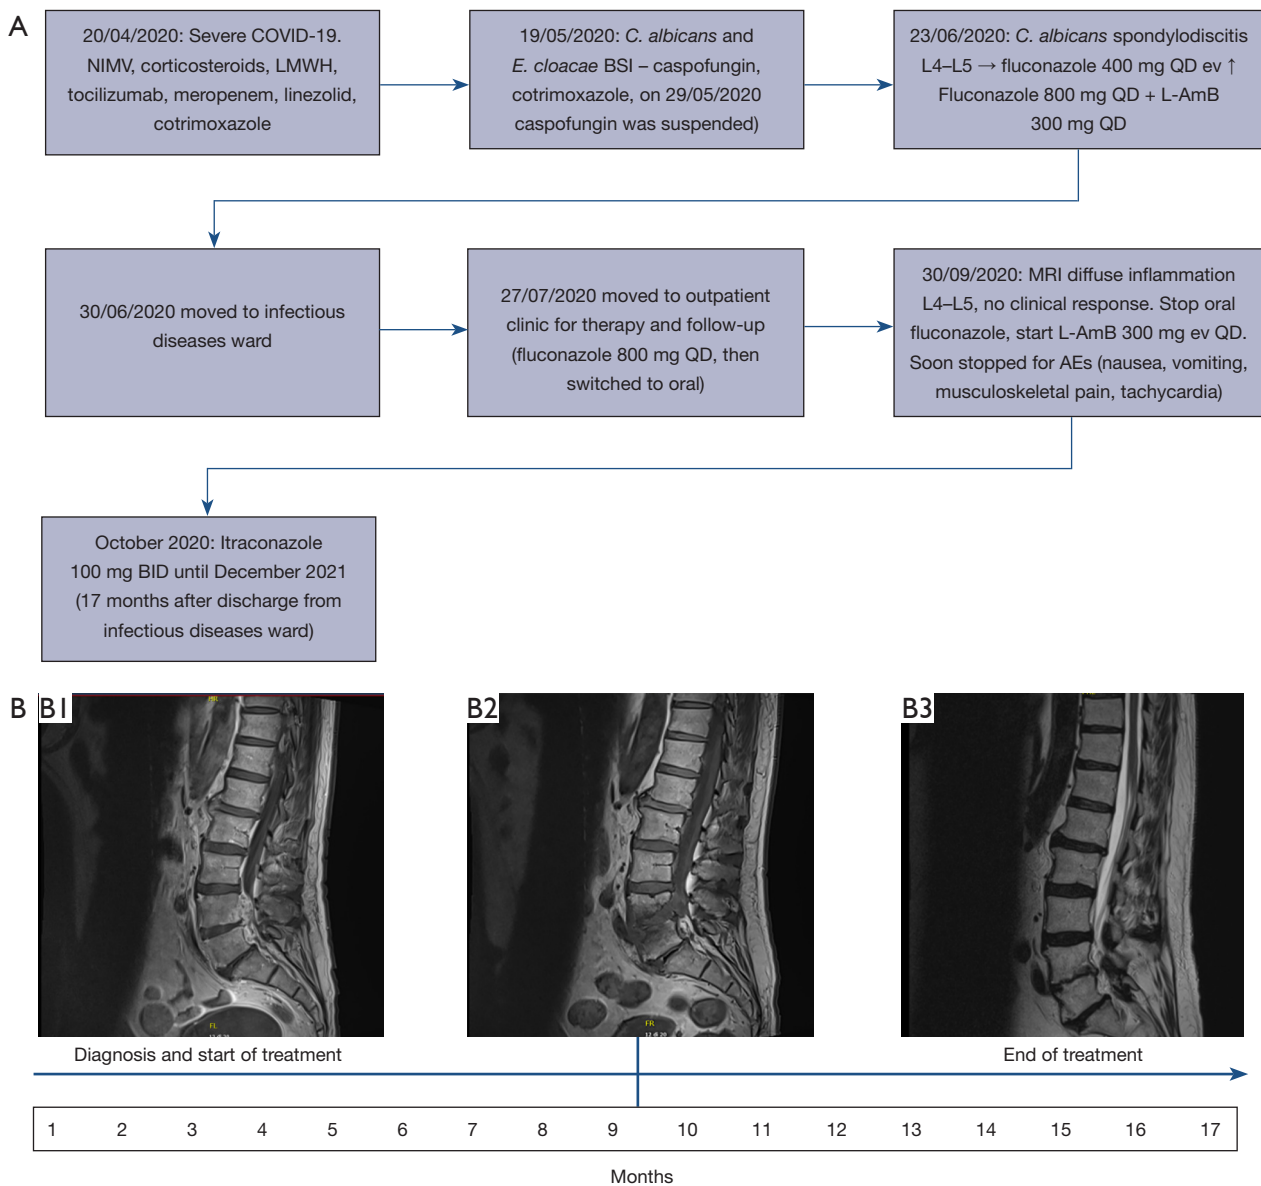 A
20/04/2020: Severe COVID-19.
NIMV, corticosteroids, LMWH,
tocilizumab, meropenem, linezolid,
cotrimoxazole
19/05/2020: C. albicans and
E. cloacae BSI – caspofungin,
cotrimoxazole, on 29/05/2020
caspofungin was suspended)
23/06/2020: C. albicans spondylodiscitis
L4–L5 → fluconazole 400 mg QD ev ↑
Fluconazole 800 mg QD + L-AmB
300 mg QD
30/06/2020 moved to infectious
diseases ward
27/07/2020 moved to outpatient
clinic for therapy and follow-up
(fluconazole 800 mg QD, then
switched to oral)
30/09/2020: MRI diffuse inflammation
L4–L5, no clinical response. Stop oral
fluconazole, start L-AmB 300 mg ev QD.
Soon stopped for AEs (nausea, vomiting,
musculoskeletal pain, tachycardia)
October 2020: Itraconazole
100 mg BID until December 2021
(17 months after discharge from
infectious diseases ward)
B
B1
B2
B3
FL
FR
Diagnosis and start of treatment
End of treatment
1 2 3 4 5 6 7 8 9 10 11 12 13 14 15 16 17
Months